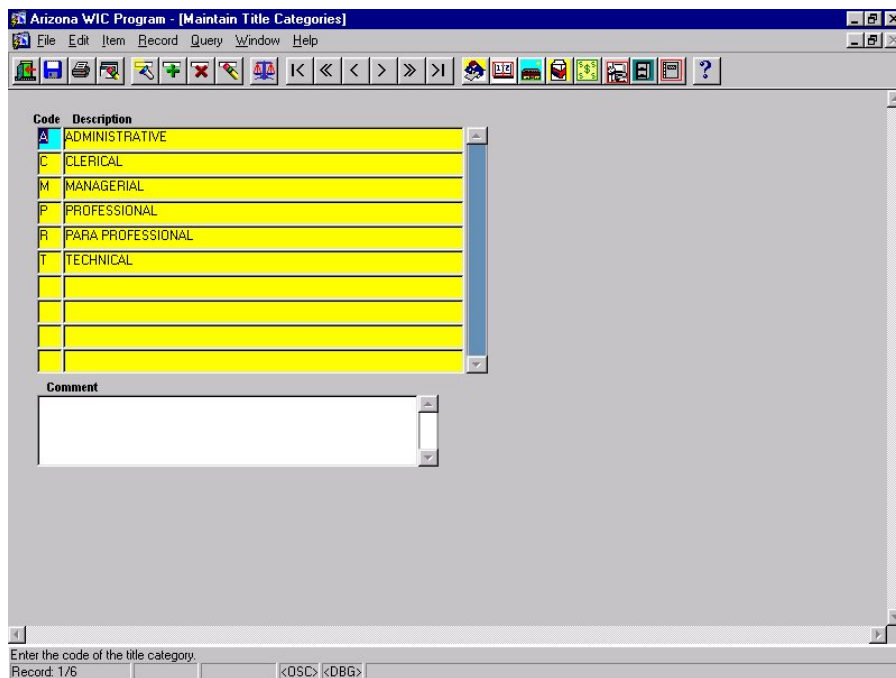 Arizona WIC Program - [Maintain Title Categories]
File Edit Item Record Query Window Help
Code Description
A ADMINISTRATIVE
C CLERICAL
M MANAGERIAL
P PROFESSIONAL
R PARA PROFESSIONAL
T TECHNICAL
Comment
Enter the code of the title category.
Record: 1/6 <OSC> <DBG>